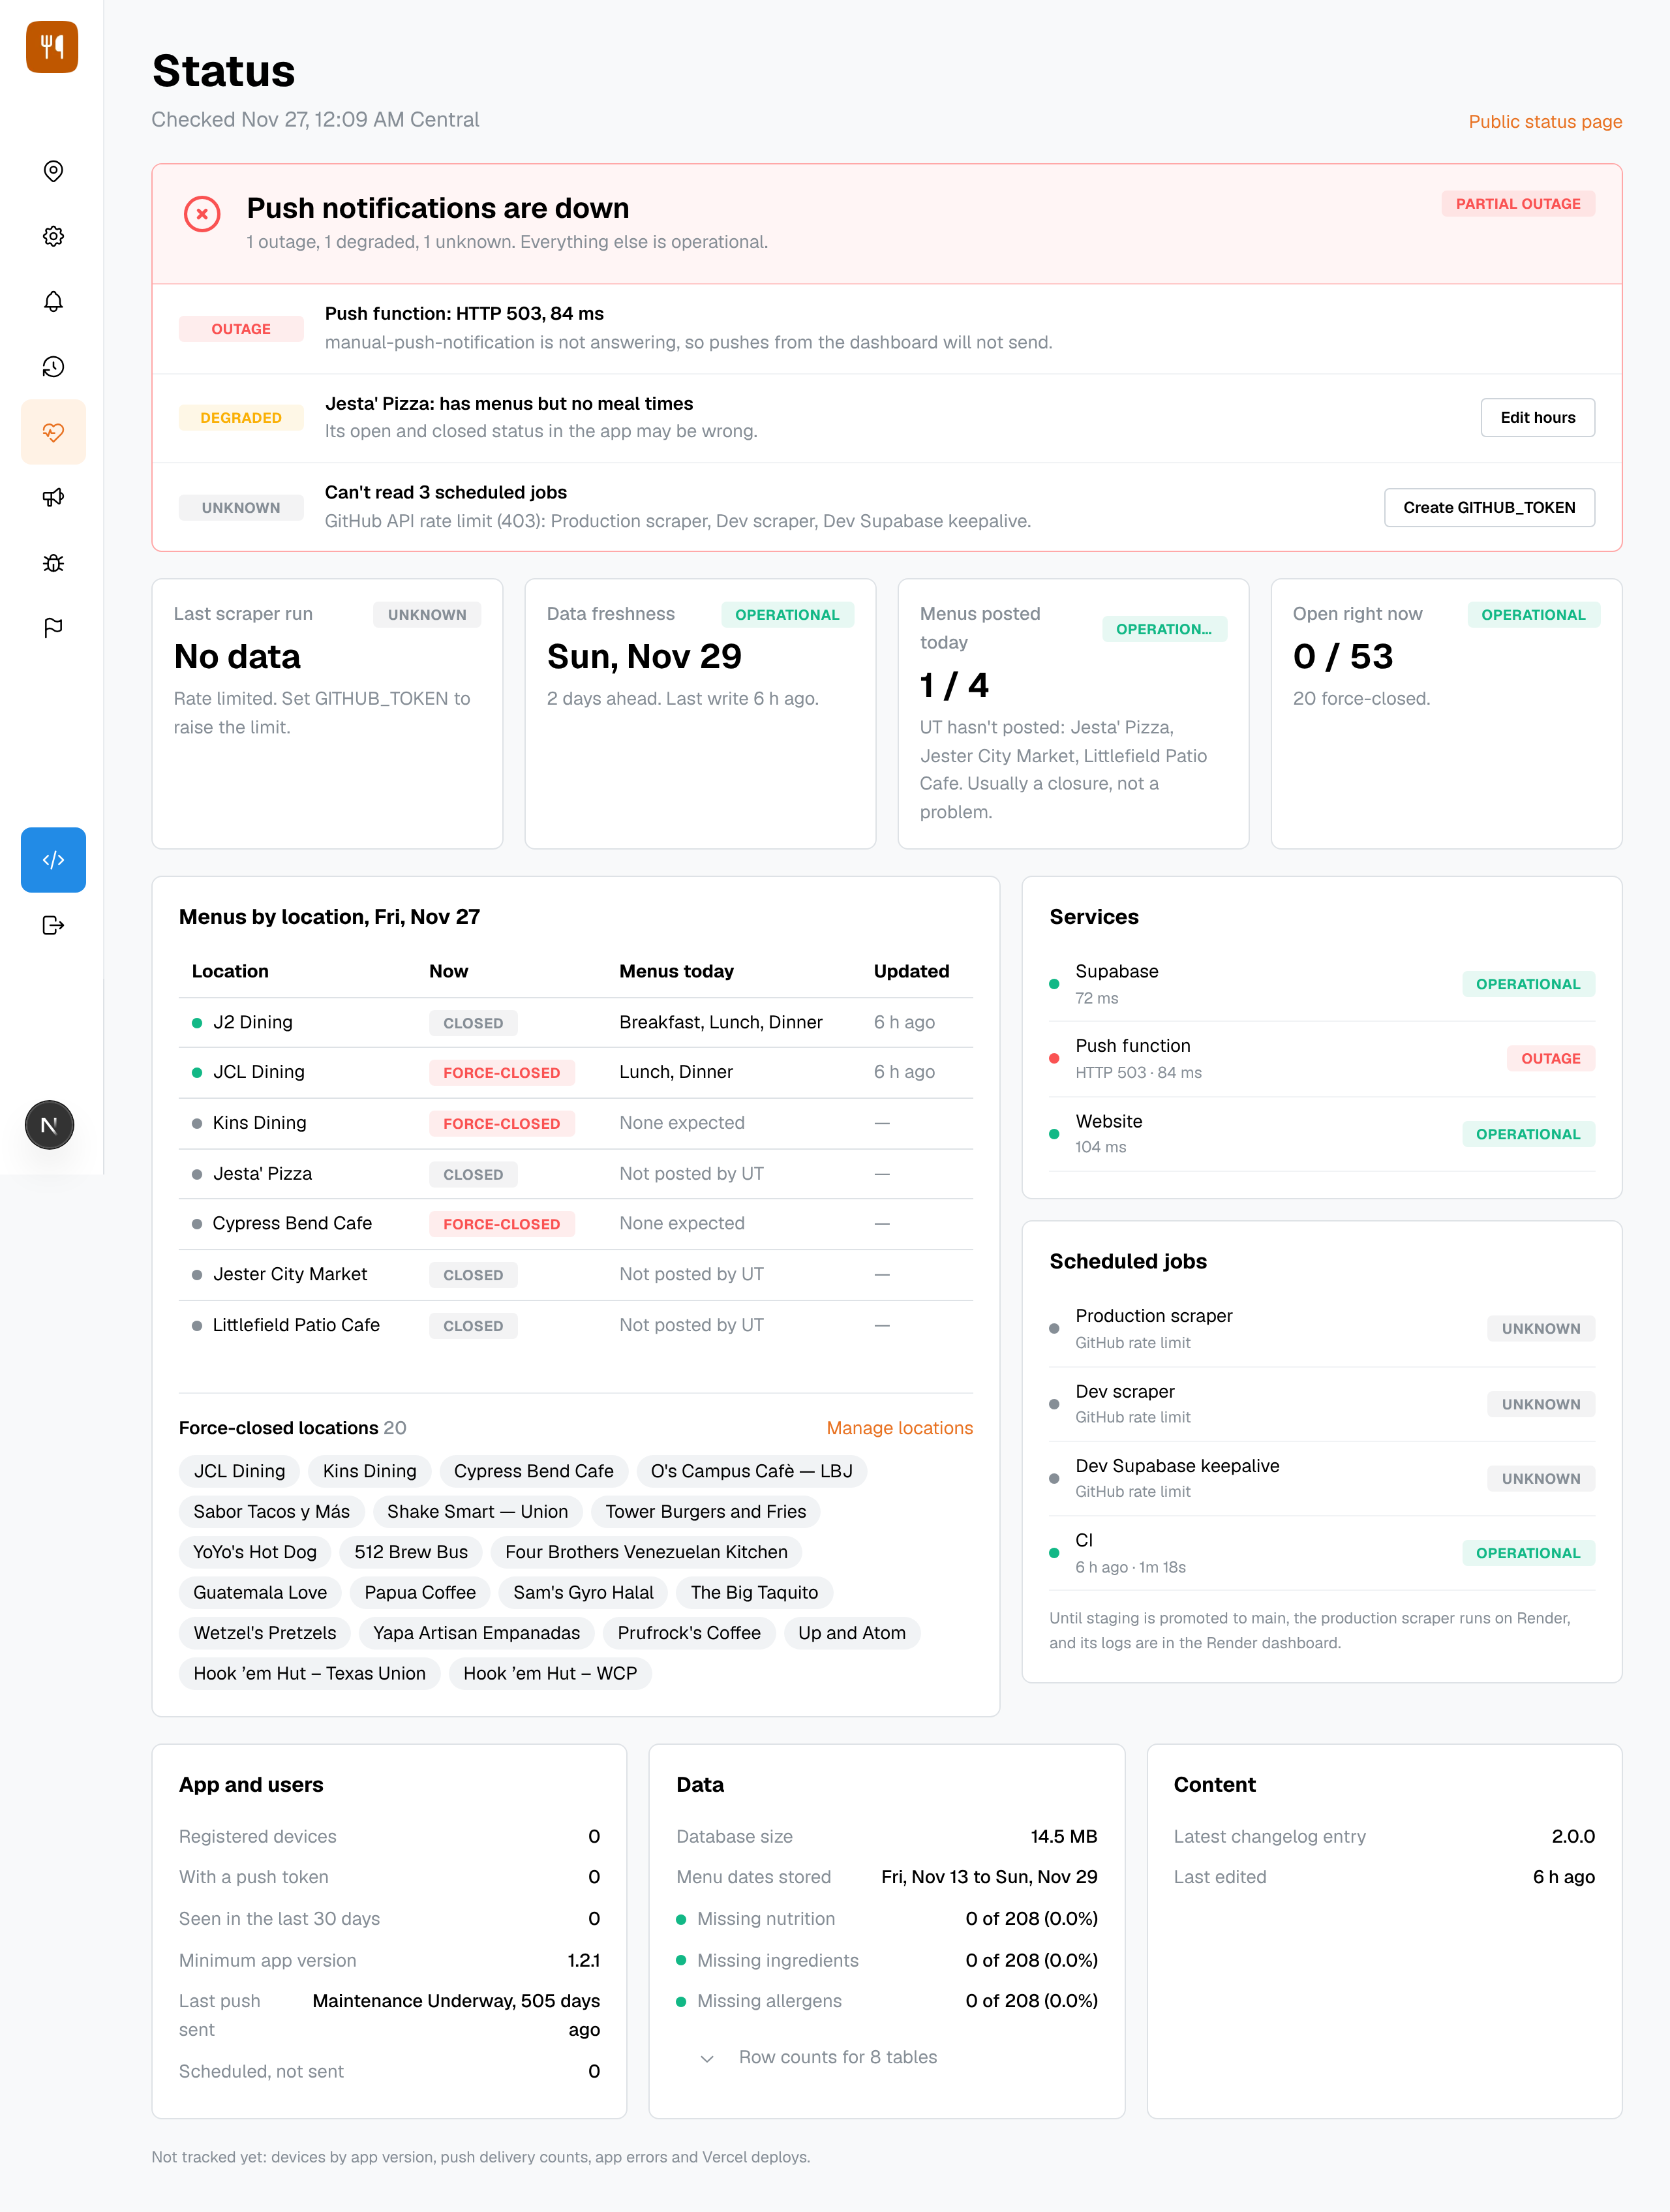 Status
Checked Nov 27, 12:09 AM Central
Public status page
Push notifications are down
PARTIAL OUTAGE
1 outage, 1 degraded, 1 unknown. Everything else is operational.
OUTAGE
Push function: HTTP 503, 84 ms
manual-push-notification is not answering, so pushes from the dashboard will not send.
DEGRADED
Jesta' Pizza: has menus but no meal times
Its open and closed status in the app may be wrong.
Edit hours
UNKNOWN
Can't read 3 scheduled jobs
GitHub API rate limit (403): Production scraper, Dev scraper, Dev Supabase keepalive.
Create GITHUB_TOKEN
Last scraper run
UNKNOWN
No data
Rate limited. Set GITHUB_TOKEN to
raise the limit.
Data freshness
OPERATIONAL
Sun, Nov 29
2 days ahead. Last write 6 h ago.
Menus posted
today
OPERATION...
1 / 4
UT hasn't posted: Jesta' Pizza,
Jester City Market, Littlefield Patio
Cafe. Usually a closure, not a
problem.
Open right now
OPERATIONAL
0 / 53
20 force-closed.
Menus by location, Fri, Nov 27
Location Now Menus today Updated
J2 Dining CLOSED Breakfast, Lunch, Dinner 6 h ago
JCL Dining FORCE-CLOSED Lunch, Dinner 6 h ago
Kins Dining FORCE-CLOSED None expected —
Jesta' Pizza CLOSED Not posted by UT —
Cypress Bend Cafe FORCE-CLOSED None expected —
Jester City Market CLOSED Not posted by UT —
Littlefield Patio Cafe CLOSED Not posted by UT —
Force-closed locations 20
Manage locations
JCL Dining Kins Dining Cypress Bend Cafe O's Campus Cafè — LBJ
Sabor Tacos y Más Shake Smart — Union Tower Burgers and Fries
YoYo's Hot Dog 512 Brew Bus Four Brothers Venezuelan Kitchen
Guatemala Love Papua Coffee Sam's Gyro Halal The Big Taquito
Wetzel's Pretzels Yapa Artisan Empanadas Prufrock's Coffee Up and Atom
Hook ’em Hut – Texas Union Hook ’em Hut – WCP
Services
Supabase
72 ms
OPERATIONAL
Push function
HTTP 503 · 84 ms
OUTAGE
Website
104 ms
OPERATIONAL
Scheduled jobs
Production scraper
GitHub rate limit
UNKNOWN
Dev scraper
GitHub rate limit
UNKNOWN
Dev Supabase keepalive
GitHub rate limit
UNKNOWN
CI
6 h ago · 1m 18s
OPERATIONAL
Until staging is promoted to main, the production scraper runs on Render,
and its logs are in the Render dashboard.
App and users
Registered devices 0
With a push token 0
Seen in the last 30 days 0
Minimum app version 1.2.1
Last push
sent
Maintenance Underway, 505 days
ago
Scheduled, not sent 0
Data
Database size 14.5 MB
Menu dates stored Fri, Nov 13 to Sun, Nov 29
Missing nutrition 0 of 208 (0.0%)
Missing ingredients 0 of 208 (0.0%)
Missing allergens 0 of 208 (0.0%)
Row counts for 8 tables
Content
Latest changelog entry 2.0.0
Last edited 6 h ago
Not tracked yet: devices by app version, push delivery counts, app errors and Vercel deploys.
N